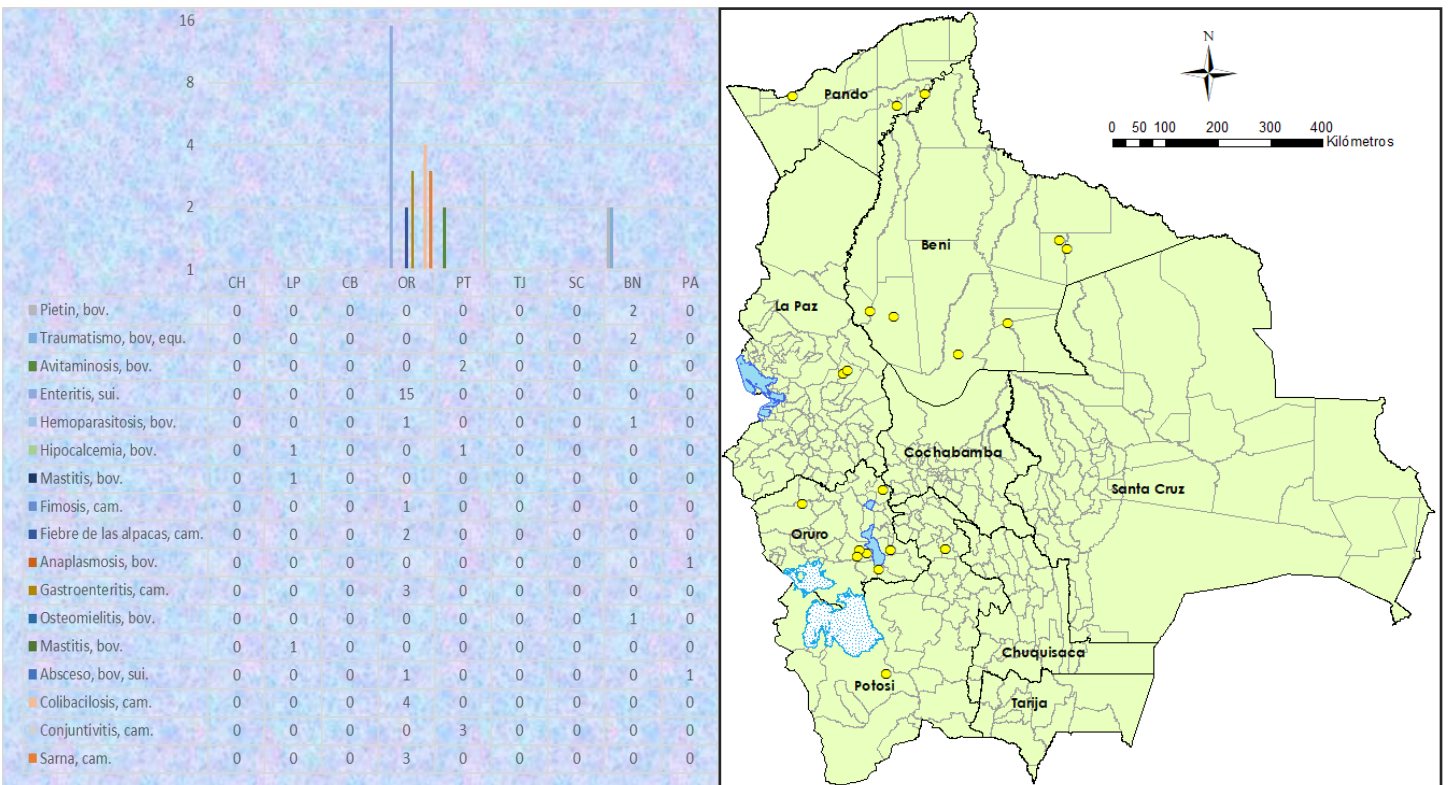 16
8
4
2
1
CH LP CB OR PT TJ SC BN PA
Pietin, bov. 0 0 0 0 0 0 0 2 0
Traumatismo, bov, equ. 0 0 0 0 0 0 0 2 0
Avitaminosis, bov. 0 0 0 0 2 0 0 0 0
Enteritis, sui. 0 0 0 15 0 0 0 0 0
Hemoparasitosis, bov. 0 0 0 1 0 0 0 1 0
Hipocalcemia, bov. 0 1 0 0 1 0 0 0 0
Mastitis, bov. 0 1 0 0 0 0 0 0 0
Fimosis, cam. 0 0 0 1 0 0 0 0 0
Fiebre de las alpacas, cam. 0 0 0 2 0 0 0 0 0
Anaplasmosis, bov. 0 0 0 0 0 0 0 0 1
Gastroenteritis, cam. 0 0 0 3 0 0 0 0 0
Osteomielitis, bov. 0 0 0 0 0 0 0 1 0
Mastitis, bov. 0 1 0 0 0 0 0 0 0
Absceso, bov, sui. 0 0 0 1 0 0 0 0 1
Colibacilosis, cam. 0 0 0 4 0 0 0 0 0
Conjuntivitis, cam. 0 0 0 0 3 0 0 0 0
Sarna, cam. 0 0 0 3 0 0 0 0 0
N
0 50 100 200 300 400
Kilómetros
Pando
Beni
La Paz
Cochabamba
Santa Cruz
Oruro
Chuquisaca
Potosi
Tarija